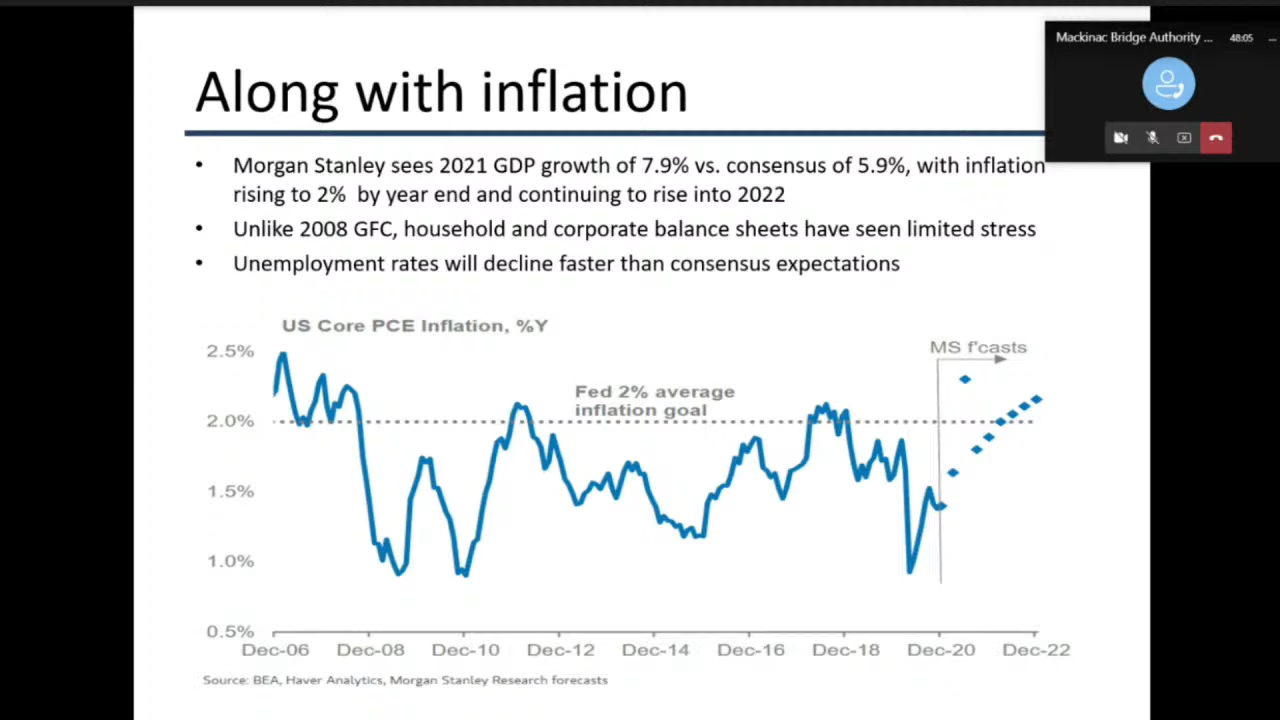 Mackinac Bridge Authority ...
48:05
Along with inflation
• Morgan Stanley sees 2021 GDP growth of 7.9% vs. consensus of 5.9%, with inflation
rising to 2% by year end and continuing to rise into 2022
• Unlike 2008 GFC, household and corporate balance sheets have seen limited stress
• Unemployment rates will decline faster than consensus expectations
US Core PCE Inflation, %Y
2.5%
MS f'casts
Fed 2% average
inflation goal
2.0%
1.5%
1.0%
0.5%
Dec-06 Dec-08 Dec-10 Dec-12 Dec-14 Dec-16 Dec-18 Dec-20 Dec-22
Source: BEA, Haver Analytics, Morgan Stanley Research forecasts